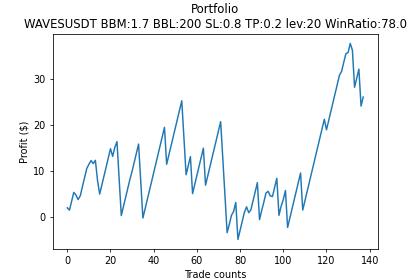 Portfolio
WAVESUSDT BBM:1.7 BBL:200 SL:0.8 TP:0.2 lev:20 WinRatio:78.0
Profit ($)
30
20
10
0
0 20 40 60 80 100 120 140
Trade counts